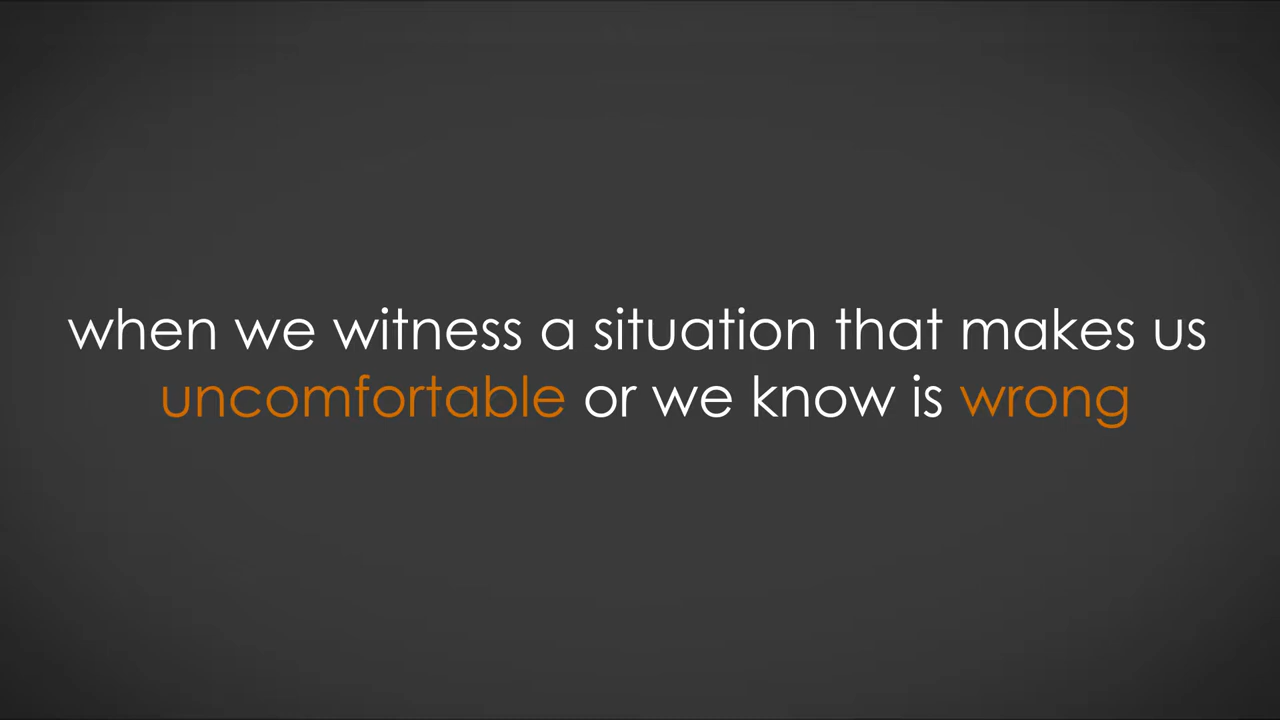 when we witness a situation that makes us
uncomfortable or we know is wrong